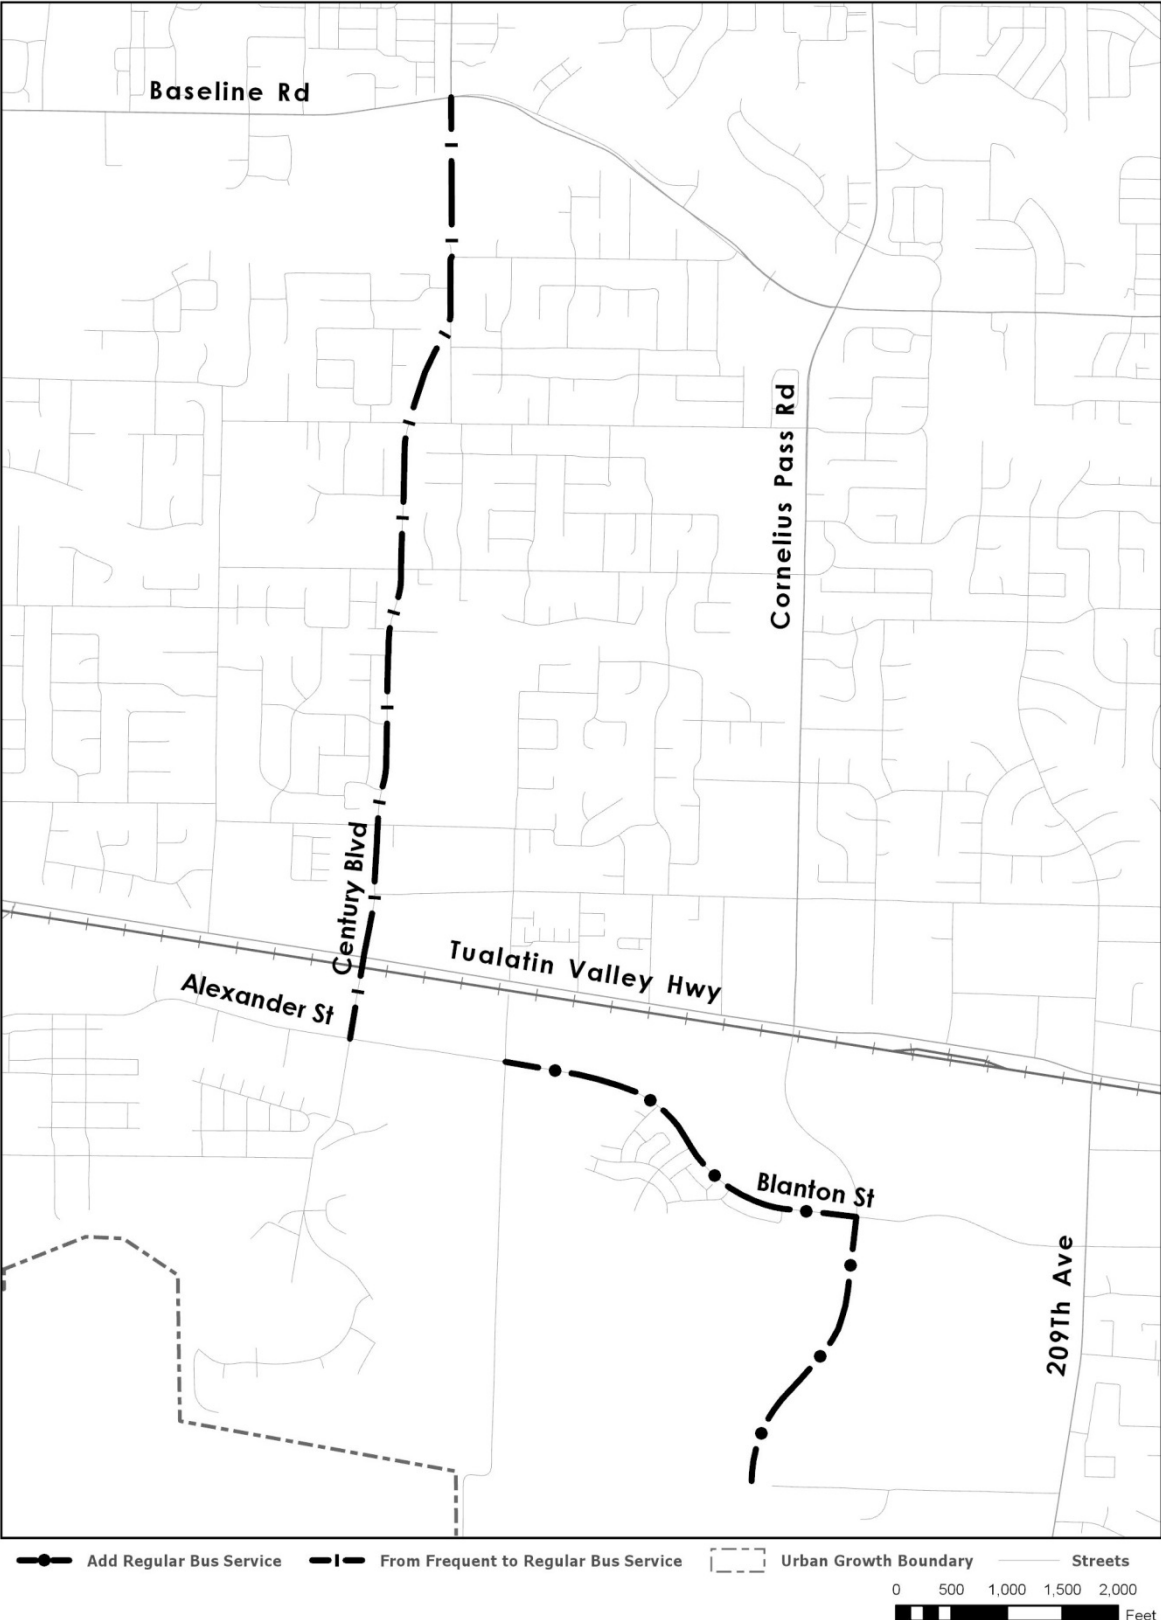 Baseline Rd
Cornelius Pass Rd
Century Blvd
Tualatin Valley Hwy
Alexander St
Blanton St
209Th Ave
Add Regular Bus Service
From Frequent to Regular Bus Service
Urban Growth Boundary
Streets
0 500 1,000 1,500 2,000
Feet